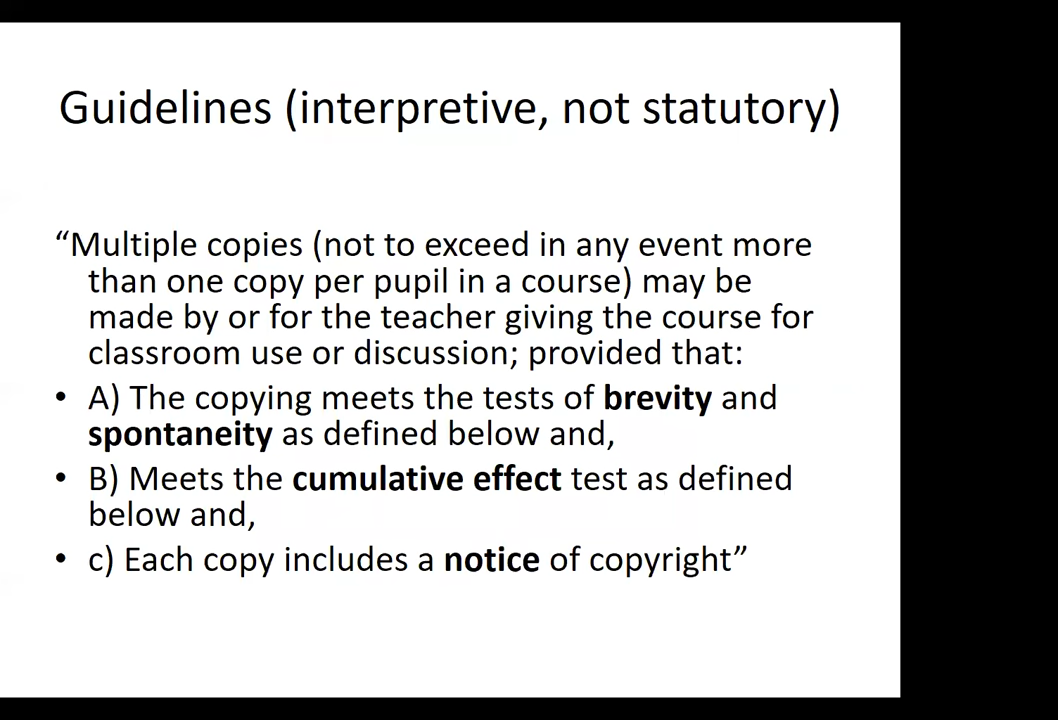 Guidelines (interpretive, not statutory)
“Multiple copies (not to exceed in any event more
than one copy per pupil in a course) may be
made by or for the teacher giving the course for
classroom use or discussion; provided that:
• A) The copying meets the tests of brevity and
spontaneity as defined below and,
• B) Meets the cumulative effect test as defined
below and,
• c) Each copy includes a notice of copyright”